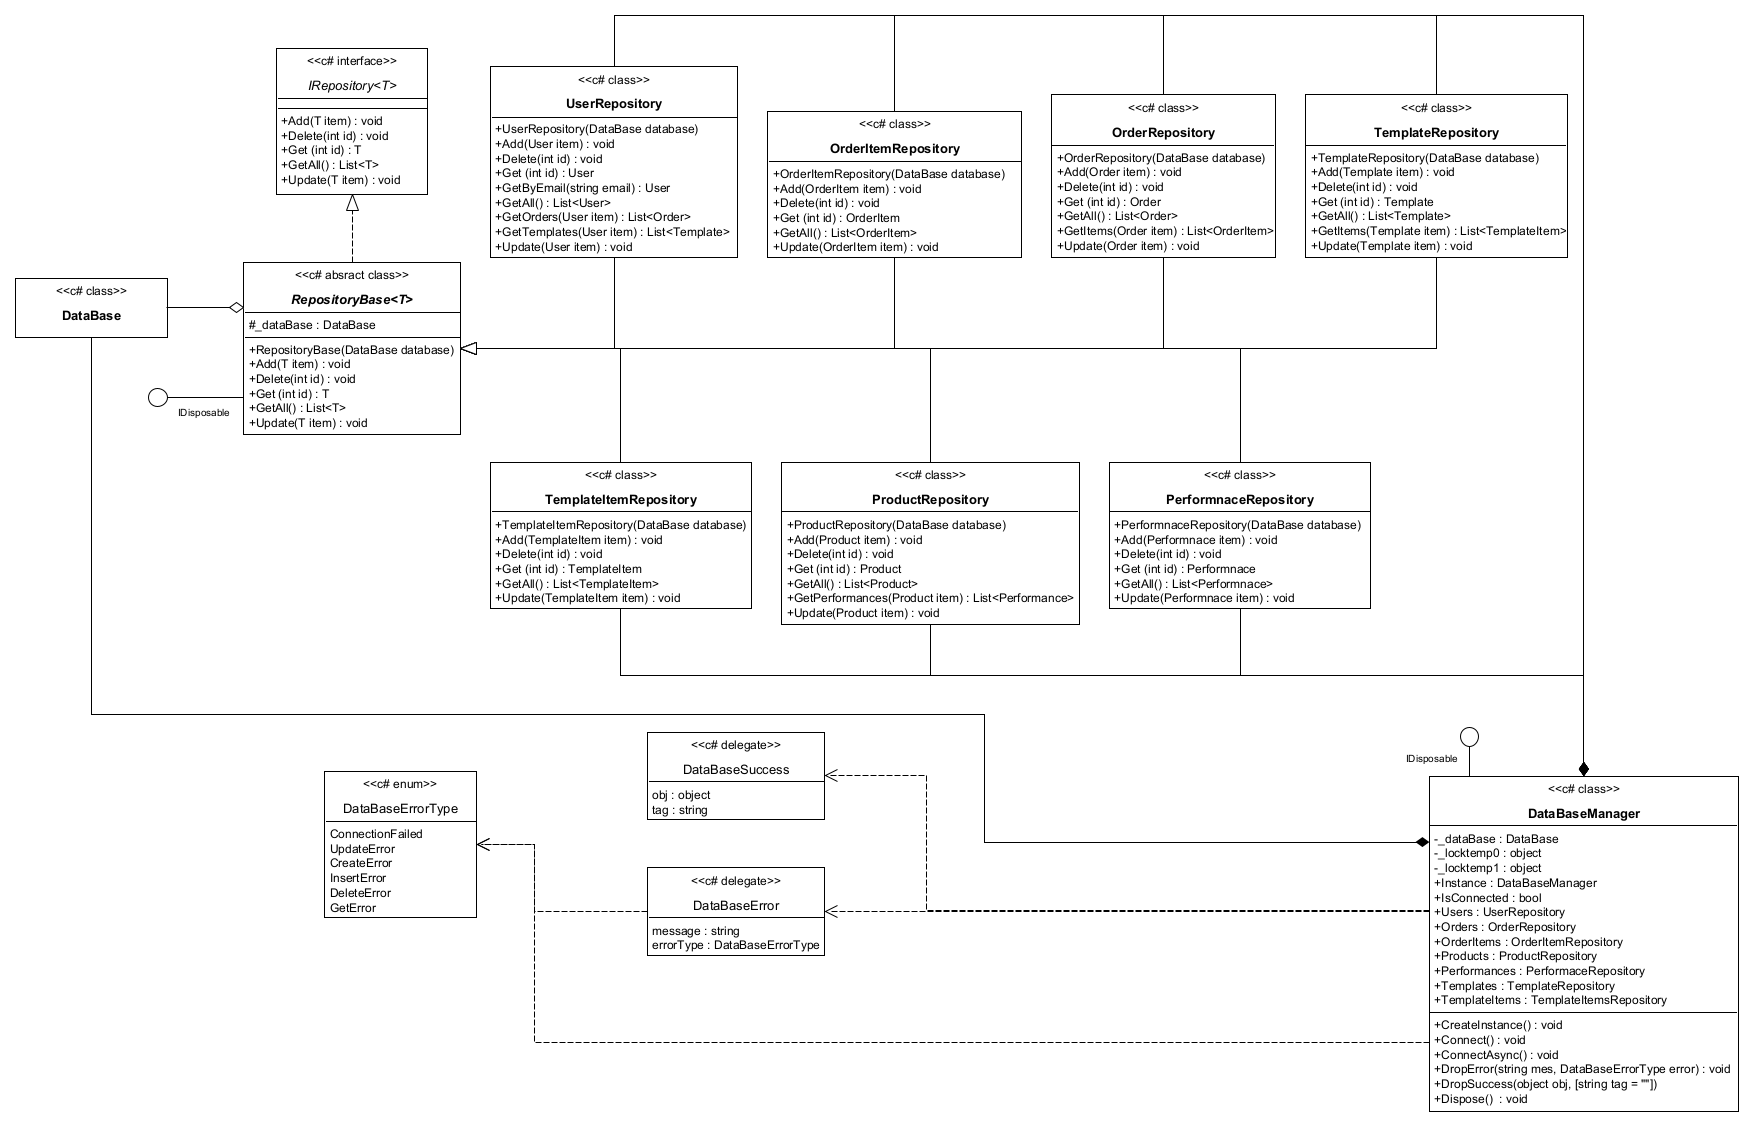 <<c# interface>>
IRepository<T>
+Add(T item) : void
+Delete(int id) : void
+Get (int id) : T
+GetAll() : List<T>
+Update(T item) : void
<<c# class>>
UserRepository
+UserRepository(DataBase database)
+Add(User item) : void
+Delete(int id) : void
+Get (int id) : User
+GetByEmail(string email) : User
+GetAll() : List<User>
+GetOrders(User item) : List<Order>
+GetTemplates(User item) : List<Template>
+Update(User item) : void
<<c# class>>
OrderItemRepository
+OrderItemRepository(DataBase database)
+Add(OrderItem item) : void
+Delete(int id) : void
+Get (int id) : OrderItem
+GetAll() : List<OrderItem>
+Update(OrderItem item) : void
<<c# class>>
OrderRepository
+OrderRepository(DataBase database)
+Add(Order item) : void
+Delete(int id) : void
+Get (int id) : Order
+GetAll() : List<Order>
+GetItems(Order item) : List<OrderItem>
+Update(Order item) : void
<<c# class>>
TemplateRepository
+TemplateRepository(DataBase database)
+Add(Template item) : void
+Delete(int id) : void
+Get (int id) : Template
+GetAll() : List<Template>
+GetItems(Template item) : List<TemplateItem>
+Update(Template item) : void
<<c# class>>
DataBase
<<c# absract class>>
RepositoryBase<T>
#_dataBase : DataBase
+RepositoryBase(DataBase database)
+Add(T item) : void
+Delete(int id) : void
+Get (int id) : T
+GetAll() : List<T>
+Update(T item) : void
IDisposable
<<c# class>>
TemplateItemRepository
+TemplateItemRepository(DataBase database)
+Add(TemplateItem item) : void
+Delete(int id) : void
+Get (int id) : TemplateItem
+GetAll() : List<TemplateItem>
+Update(TemplateItem item) : void
<<c# class>>
ProductRepository
+ProductRepository(DataBase database)
+Add(Product item) : void
+Delete(int id) : void
+Get (int id) : Product
+GetAll() : List<Product>
+GetPerformances(Product item) : List<Performance>
+Update(Product item) : void
<<c# class>>
PerformnaceRepository
+PerformnaceRepository(DataBase database)
+Add(Performnace item) : void
+Delete(int id) : void
+Get (int id) : Performnace
+GetAll() : List<Performnace>
+Update(Performnace item) : void
<<c# delegate>>
DataBaseSuccess
obj : object
tag : string
<<c# enum>>
DataBaseErrorType
ConnectionFailed
UpdateError
CreateError
InsertError
DeleteError
GetError
<<c# delegate>>
DataBaseError
message : string
errorType : DataBaseErrorType
IDisposable
<<c# class>>
DataBaseManager
-_dataBase : DataBase
-_locktemp0 : object
-_locktemp1 : object
+Instance : DataBaseManager
+IsConnected : bool
+Users : UserRepository
+Orders : OrderRepository
+OrderItems : OrderItemRepository
+Products : ProductRepository
+Performances : PerformaceRepository
+Templates : TemplateRepository
+TemplateItems : TemplateItemsRepository
+CreateInstance() : void
+Connect() : void
+ConnectAsync() : void
+DropError(string mes, DataBaseErrorType error) : void
+DropSuccess(object obj, [string tag = ""])
+Dispose()  : void